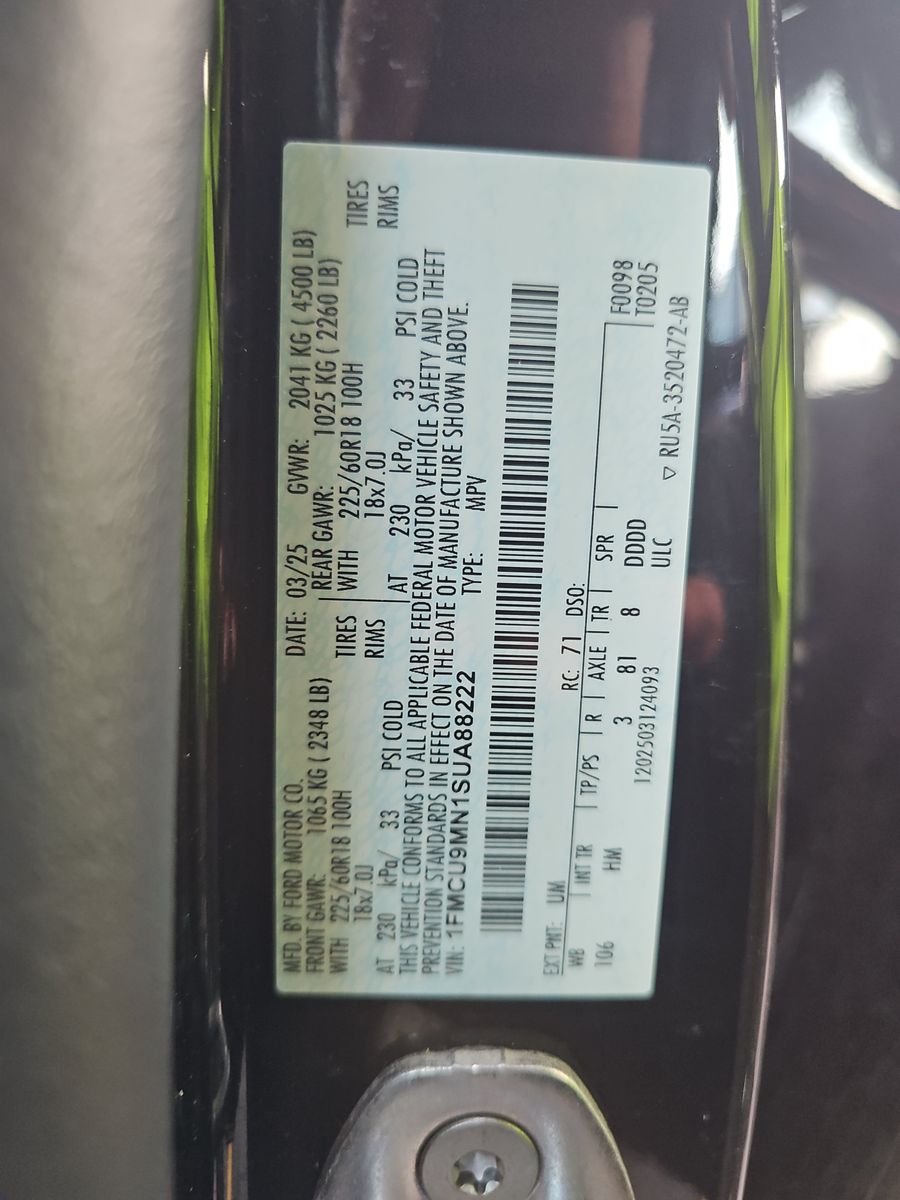 MFD. BY FORD MOTOR CO. DATE: 03/25 GVWR: 2041 KG ( 4500 LB)
FRONT GAWR: 1065 KG ( 2348 LB) REAR GAWR: 1025 KG ( 2260 LB)
WITH 225/60R18 100H TIRES WITH 225/60R18 100H TIRES
18x7.0J RIMS 18x7.0J RIMS
AT 230 kPa/ 33 PSI COLD AT 230 kPa/ 33 PSI COLD
THIS VEHICLE CONFORMS TO ALL APPLICABLE FEDERAL MOTOR VEHICLE SAFETY AND THEFT
PREVENTION STANDARDS IN EFFECT ON THE DATE OF MANUFACTURE SHOWN ABOVE.
VIN: 1FMCU9MN1SUA88222 TYPE: MPV
EXT PNT: UM RC: 71 DSO:
WB INT TR TP/PS R AXLE TR SPR F0098
106 HM 3 81 8 DDDD T0205
1202503124093 ULC ▽ RU5A-3520472-AB